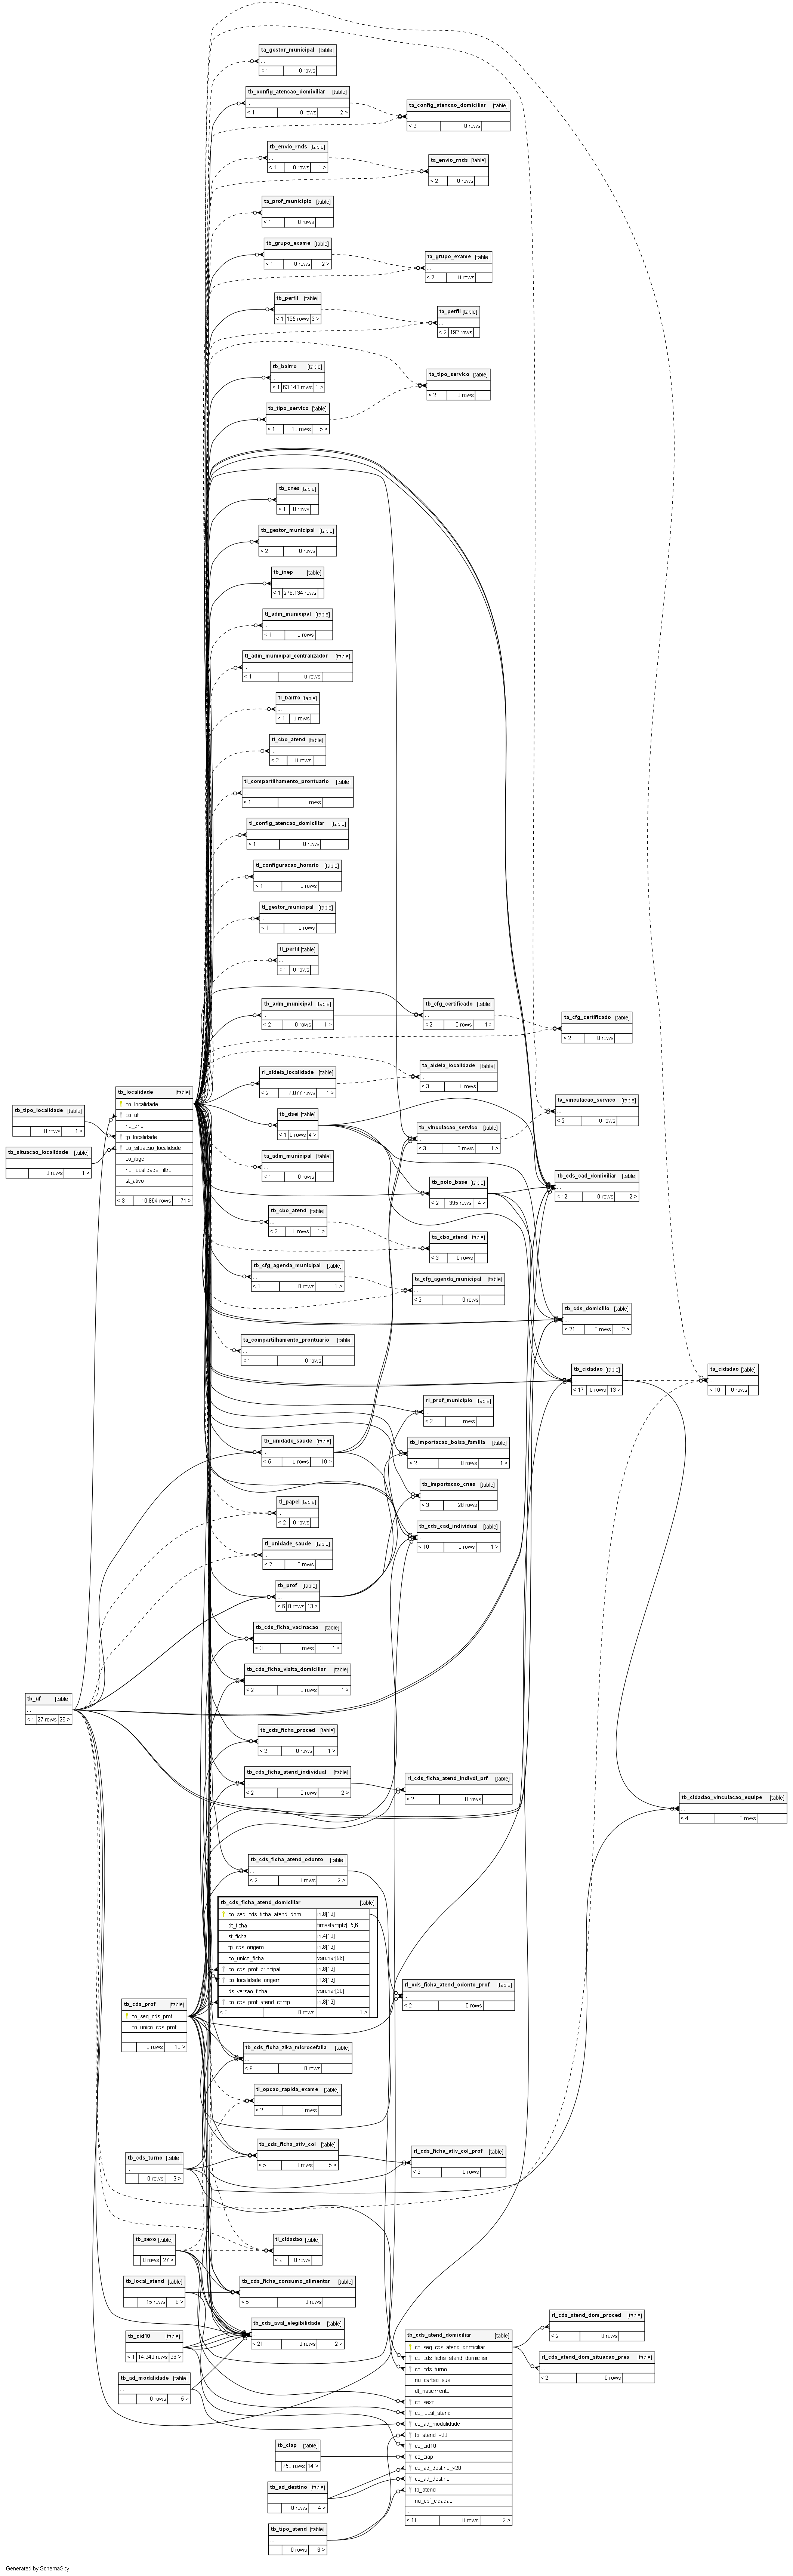 ta_gestor_municipal [table]
...
< 1 0 rows
tb_config_atencao_domiciliar [table]
...
< 1 0 rows 2 >
ta_config_atencao_domiciliar [table]
...
< 2 0 rows
tb_envio_rnds [table]
...
< 1 0 rows 1 >
ta_envio_rnds [table]
...
< 2 0 rows
ta_prof_municipio [table]
...
< 1 0 rows
tb_grupo_exame [table]
...
< 1 0 rows 2 >
ta_grupo_exame [table]
...
< 2 0 rows
tb_perfil [table]
...
< 1 195 rows 3 >
ta_perfil [table]
...
< 2 192 rows
tb_bairro [table]
...
< 1 63.148 rows 1 >
ta_tipo_servico [table]
...
< 2 0 rows
tb_tipo_servico [table]
...
< 1 10 rows 5 >
tb_cnes [table]
...
< 1 0 rows
tb_gestor_municipal [table]
...
< 2 0 rows
tb_inep [table]
...
< 1 278.134 rows
tl_adm_municipal [table]
...
< 1 0 rows
tl_adm_municipal_centralizador [table]
...
< 1 0 rows
tl_bairro [table]
...
< 1 0 rows
tl_cbo_atend [table]
...
< 2 0 rows
tl_compartilhamento_prontuario [table]
...
< 1 0 rows
tl_config_atencao_domiciliar [table]
...
< 1 0 rows
tl_configuracao_horario [table]
...
< 1 0 rows
tl_gestor_municipal [table]
...
< 1 0 rows
tl_perfil [table]
...
< 1 0 rows
tb_adm_municipal [table]
...
< 2 0 rows 1 >
tb_cfg_certificado [table]
...
< 2 0 rows 1 >
ta_cfg_certificado [table]
...
< 2 0 rows
rl_aldeia_localidade [table]
...
< 2 7.077 rows 1 >
ta_aldeia_localidade [table]
...
< 3 0 rows
tb_localidade [table]
co_localidade
co_uf
nu_dne
tp_localidade
co_situacao_localidade
co_ibge
no_localidade_filtro
st_ativo
...
< 3 10.864 rows 71 >
tb_tipo_localidade [table]
...
0 rows 1 >
tb_situacao_localidade [table]
...
0 rows 1 >
tb_dsei [table]
...
< 1 0 rows 4 >
tb_vinculacao_servico [table]
...
< 3 0 rows 1 >
ta_vinculacao_servico [table]
...
< 2 0 rows
ta_adm_municipal [table]
...
< 1 0 rows
tb_polo_base [table]
...
< 2 395 rows 4 >
tb_cds_cad_domiciliar [table]
...
< 12 0 rows 2 >
tb_cbo_atend [table]
...
< 2 0 rows 1 >
ta_cbo_atend [table]
...
< 3 0 rows
tb_cfg_agenda_municipal [table]
...
< 1 0 rows 1 >
ta_cfg_agenda_municipal [table]
...
< 2 0 rows
tb_cds_domicilio [table]
...
< 21 0 rows 2 >
ta_compartilhamento_prontuario [table]
...
< 1 0 rows
tb_cidadao [table]
...
< 17 0 rows 13 >
ta_cidadao [table]
...
< 10 0 rows
rl_prof_municipio [table]
...
< 2 0 rows
tb_unidade_saude [table]
...
< 5 0 rows 19 >
tb_importacao_bolsa_familia [table]
...
< 2 0 rows 1 >
tb_importacao_cnes [table]
...
< 3 28 rows
tl_papel [table]
...
< 2 0 rows
tb_cds_cad_individual [table]
...
< 10 0 rows 1 >
tl_unidade_saude [table]
...
< 2 0 rows
tb_prof [table]
...
< 6 0 rows 13 >
tb_cds_ficha_vacinacao [table]
...
< 3 0 rows 1 >
tb_cds_ficha_visita_domiciliar [table]
...
< 2 0 rows 1 >
tb_uf [table]
...
< 1 27 rows 26 >
tb_cds_ficha_proced [table]
...
< 2 0 rows 1 >
tb_cds_ficha_atend_individual [table]
...
< 2 0 rows 2 >
rl_cds_ficha_atend_individl_prf [table]
...
< 2 0 rows
tb_cidadao_vinculacao_equipe [table]
...
< 4 0 rows
tb_cds_ficha_atend_odonto [table]
...
< 2 0 rows 2 >
tb_cds_ficha_atend_domiciliar [table]
co_seq_cds_ficha_atend_dom int8[19]
dt_ficha timestamptz[35,6]
st_ficha int4[10]
tp_cds_origem int8[19]
co_unico_ficha varchar[96]
co_cds_prof_principal int8[19]
co_localidade_origem int8[19]
ds_versao_ficha varchar[30]
co_cds_prof_atend_comp int8[19]
< 3 0 rows 1 >
rl_cds_ficha_atend_odonto_prof [table]
...
< 2 0 rows
tb_cds_prof [table]
co_seq_cds_prof
co_unico_cds_prof
...
0 rows 18 >
tb_cds_ficha_zika_microcefalia [table]
...
< 8 0 rows
tl_opcao_rapida_exame [table]
...
< 2 0 rows
tb_cds_ficha_ativ_col [table]
...
< 5 0 rows 5 >
rl_cds_ficha_ativ_col_prof [table]
...
< 2 0 rows
tb_cds_turno [table]
...
0 rows 8 >
tb_sexo [table]
...
0 rows 27 >
tl_cidadao [table]
...
< 8 0 rows
tb_local_atend [table]
...
15 rows 6 >
tb_cds_ficha_consumo_alimentar [table]
...
< 5 0 rows
tb_cds_aval_elegibilidade [table]
...
< 21 0 rows 2 >
tb_cid10 [table]
...
< 1 14.240 rows 26 >
tb_ad_modalidade [table]
...
0 rows 5 >
tb_cds_atend_domiciliar [table]
co_seq_cds_atend_domiciliar
co_cds_ficha_atend_domiciliar
co_cds_turno
nu_cartao_sus
dt_nascimento
co_sexo
co_local_atend
co_ad_modalidade
tp_atend_v20
co_cid10
co_ciap
co_ad_destino_v20
co_ad_destino
tp_atend
nu_cpf_cidadao
...
< 11 0 rows 2 >
rl_cds_atend_dom_proced [table]
...
< 2 0 rows
rl_cds_atend_dom_situacao_pres [table]
...
< 2 0 rows
tb_ciap [table]
...
750 rows 14 >
tb_ad_destino [table]
...
0 rows 4 >
tb_tipo_atend [table]
...
0 rows 6 >
Generated by SchemaSpy